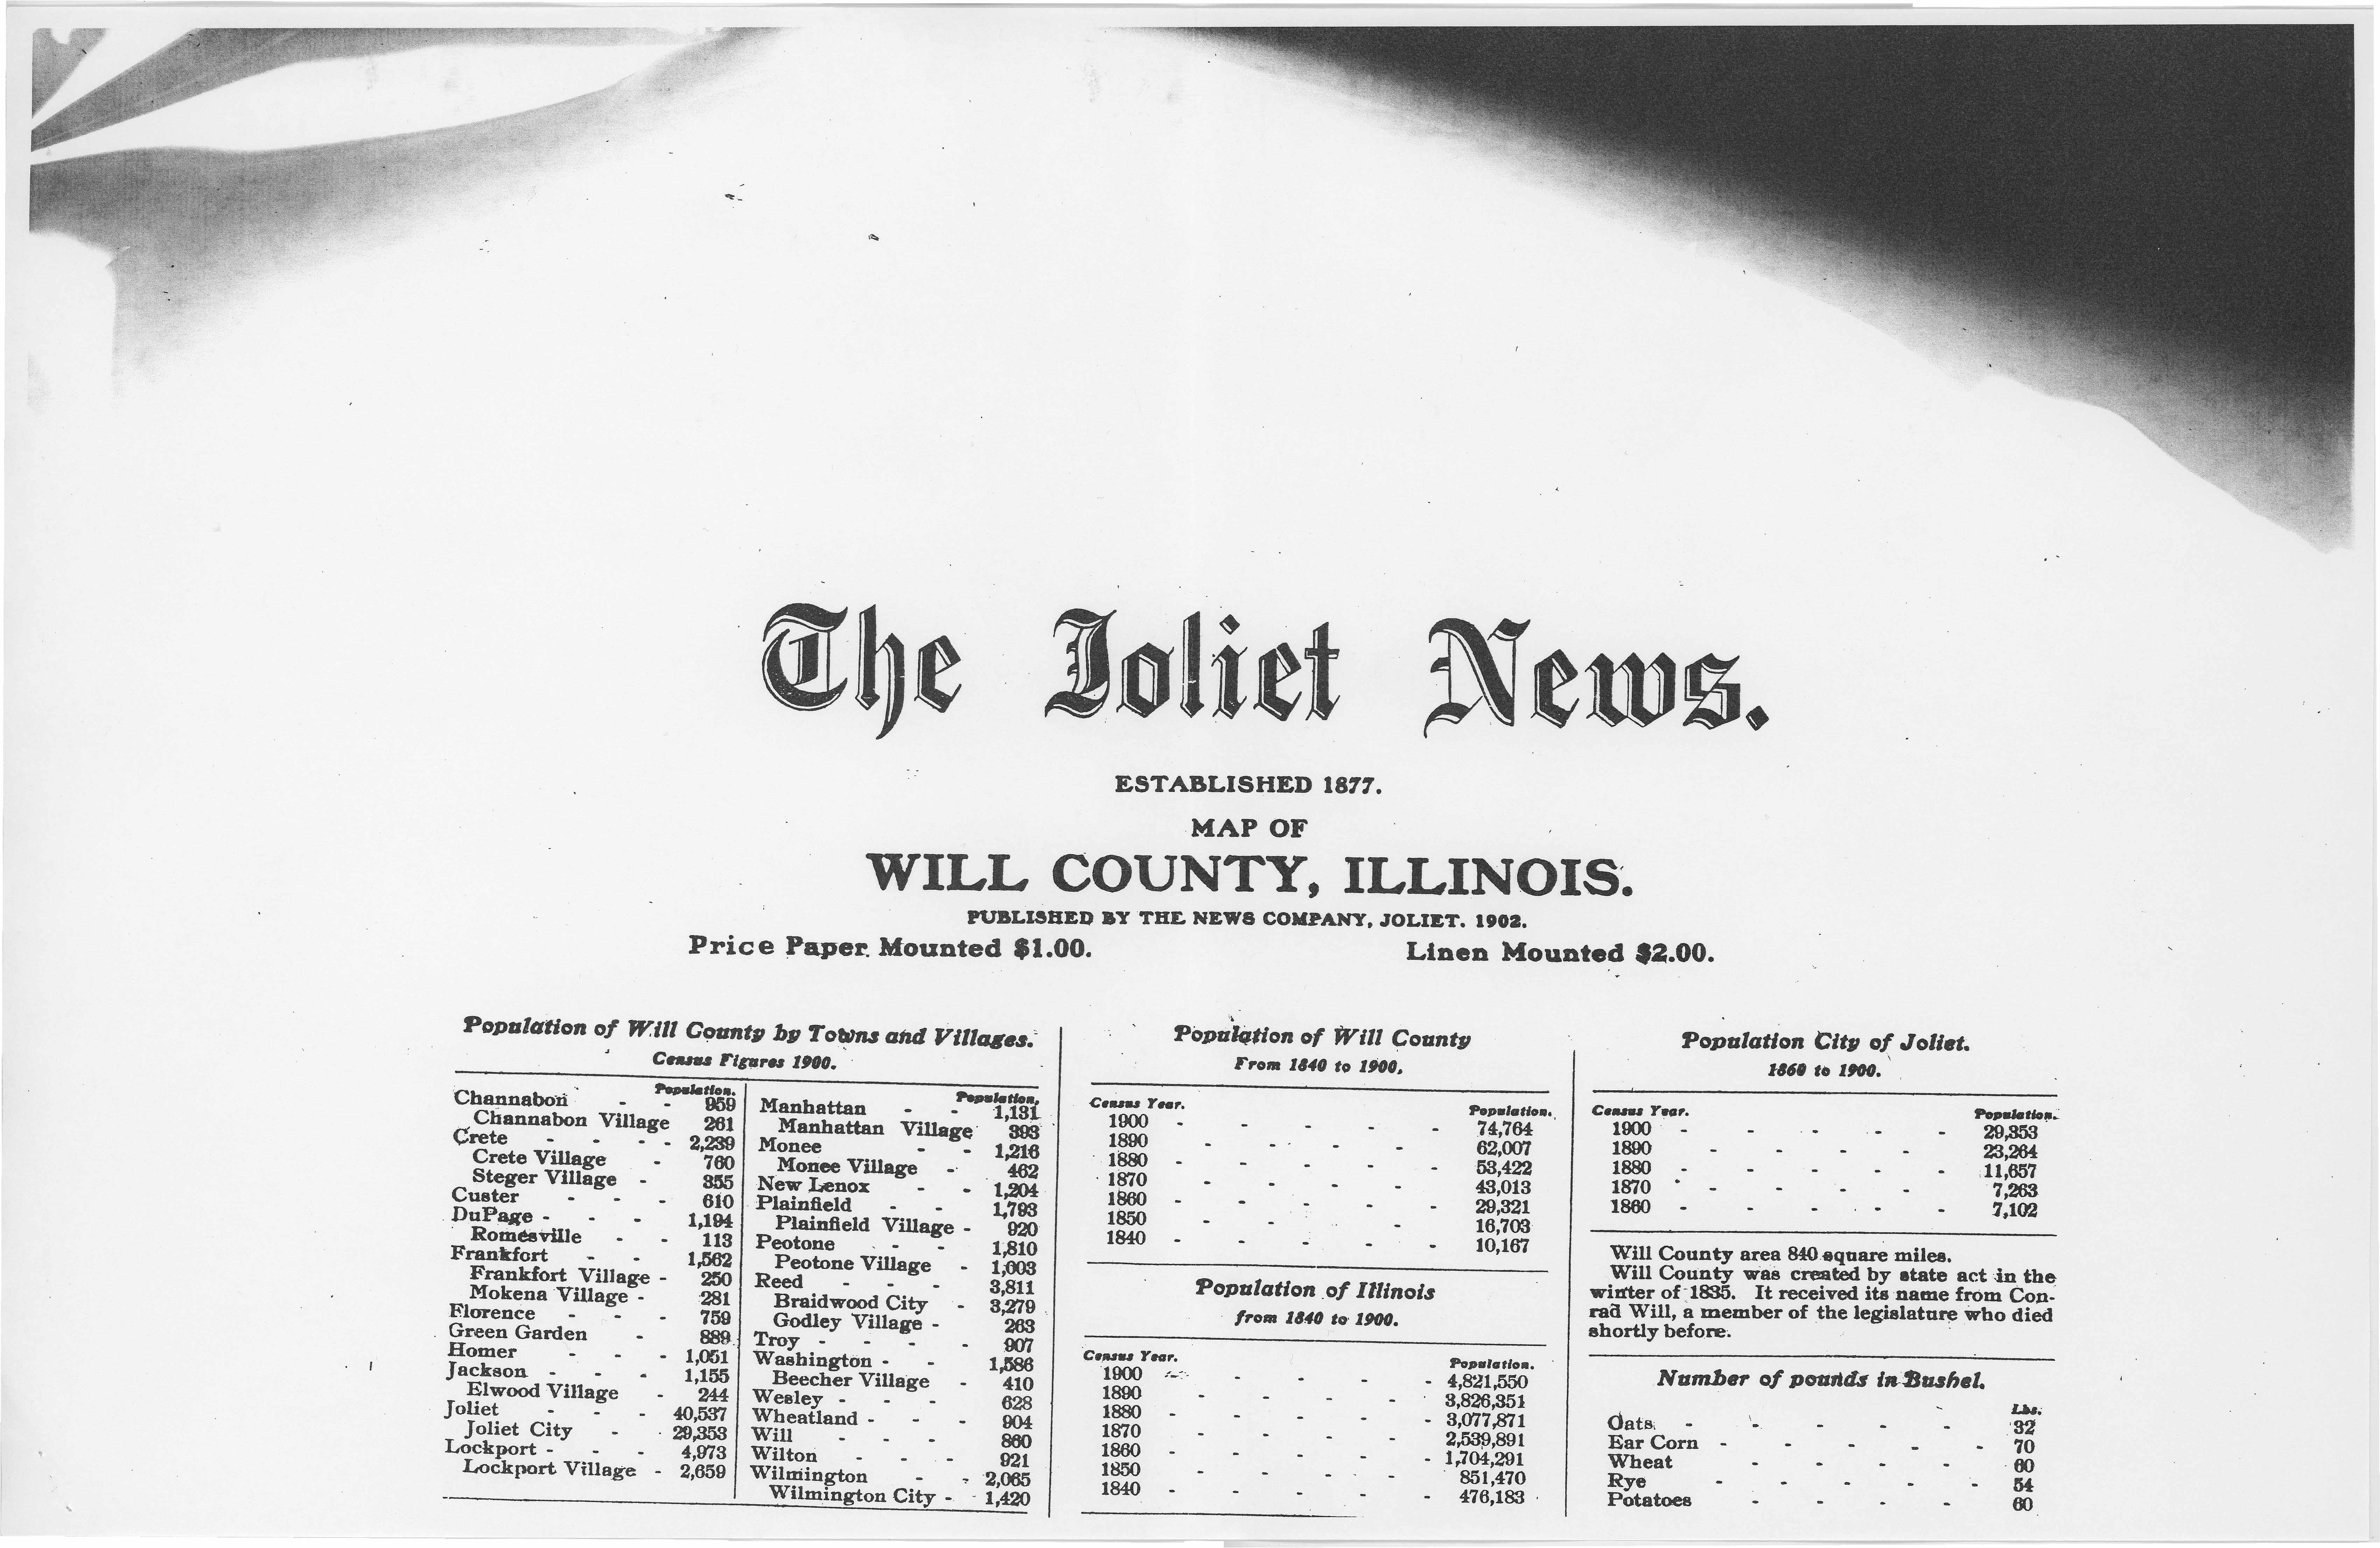 The Joliet News.
ESTABLISHED 1877.
MAP OF
WILL COUNTY, ILLINOIS.
PUBLISHED BY THE NEWS COMPANY, JOLIET. 1902.
Price Paper Mounted $1.00. Linen Mounted $2.00.
Population of Will County by Towns and Villages.
Census Figures 1900.
Population.
Channabon - - 959
Channabon Village 261
Crete - - - - 2,239
Crete Village - 760
Steger Village - 355
Custer - - - 610
DuPage - - - 1,194
Romesville - - 113
Frankfort - - 1,562
Frankfort Village - 250
Mokena Village - 281
Florence - - - 759
Green Garden - 889
Homer - - - 1,051
Jackson - - - 1,155
Elwood Village - 244
Joliet - - - 40,537
Joliet City - 29,353
Lockport - - - 4,973
Lockport Village - 2,659
Population.
Manhattan - - 1,131
Manhattan Village 393
Monee - - 1,216
Monee Village - 462
New Lenox - - 1,204
Plainfield - - 1,793
Plainfield Village - 920
Peotone - - 1,810
Peotone Village - 1,003
Reed - - - 3,811
Braidwood City - 3,279
Godley Village - 263
Troy - - - - 907
Washington - - 1,586
Beecher Village - 410
Wesley - - - 628
Wheatland - - - 904
Will - - - 860
Wilton - - - 921
Wilmington - - 2,065
Wilmington City - - 1,420
Population of Will County
From 1840 to 1900.
Census Year. Population.
1900 - - - - - 74,764
1890 - - - - 62,007
1880 - - - - - 53,422
1870 - - - - 43,013
1860 - - - - - 29,321
1850 - - - 16,703
1840 - - - - - 10,167
Population of Illinois
from 1840 to 1900.
Census Year. Population.
1900 - - - - 4,821,550
1890 - - - - 3,826,351
1880 - - - - - 3,077,871
1870 - - - - 2,539,891
1860 - - - - - 1,704,291
1850 - - - - 851,470
1840 - - - - - 476,183
Population City of Joliet.
1860 to 1900.
Census Year. Population.
1900 - - - - - 29,353
1890 - - - - 23,264
1880 - - - - - 11,657
1870 - - - - 7,263
1860 - - - - - 7,102
Will County area 840 square miles.
Will County was created by state act in the
winter of 1835. It received its name from Con-
rad Will, a member of the legislature who died
shortly before.
Number of pounds in Bushel.
Lbs.
Oats - - - - - 32
Ear Corn - - - - - 70
Wheat - - - - 60
Rye - - - - - 54
Potatoes - - - - 60